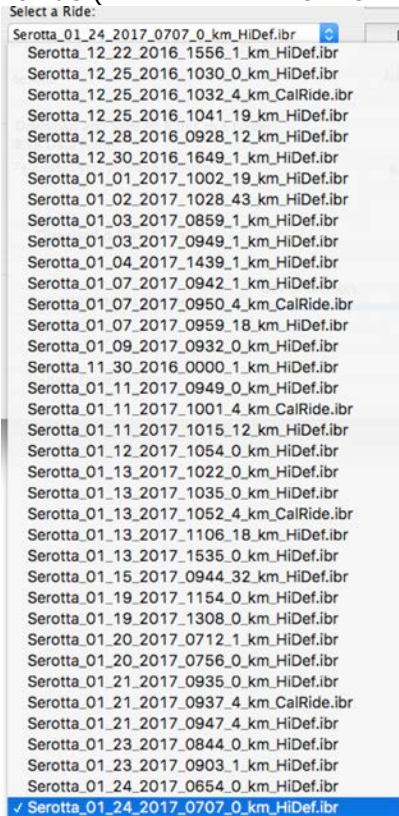 Select a Ride:
Serotta_01_24_2017_0707_0_km_HiDef.ibr
Serotta_12_22_2016_1556_1_km_HiDef.ibr
Serotta_12_25_2016_1030_0_km_HiDef.ibr
Serotta_12_25_2016_1032_4_km_CalRide.ibr
Serotta_12_25_2016_1041_19_km_HiDef.ibr
Serotta_12_28_2016_0928_12_km_HiDef.ibr
Serotta_12_30_2016_1649_1_km_HiDef.ibr
Serotta_01_01_2017_1002_19_km_HiDef.ibr
Serotta_01_02_2017_1028_43_km_HiDef.ibr
Serotta_01_03_2017_0859_1_km_HiDef.ibr
Serotta_01_03_2017_0949_1_km_HiDef.ibr
Serotta_01_04_2017_1439_1_km_HiDef.ibr
Serotta_01_07_2017_0942_1_km_HiDef.ibr
Serotta_01_07_2017_0950_4_km_CalRide.ibr
Serotta_01_07_2017_0959_18_km_HiDef.ibr
Serotta_01_09_2017_0932_0_km_HiDef.ibr
Serotta_11_30_2016_0000_1_km_HiDef.ibr
Serotta_01_11_2017_0949_0_km_HiDef.ibr
Serotta_01_11_2017_1001_4_km_CalRide.ibr
Serotta_01_11_2017_1015_12_km_HiDef.ibr
Serotta_01_12_2017_1054_0_km_HiDef.ibr
Serotta_01_13_2017_1022_0_km_HiDef.ibr
Serotta_01_13_2017_1035_0_km_HiDef.ibr
Serotta_01_13_2017_1052_4_km_CalRide.ibr
Serotta_01_13_2017_1106_18_km_HiDef.ibr
Serotta_01_13_2017_1535_0_km_HiDef.ibr
Serotta_01_15_2017_0944_32_km_HiDef.ibr
Serotta_01_19_2017_1154_0_km_HiDef.ibr
Serotta_01_19_2017_1308_0_km_HiDef.ibr
Serotta_01_20_2017_0712_1_km_HiDef.ibr
Serotta_01_20_2017_0756_0_km_HiDef.ibr
Serotta_01_21_2017_0935_0_km_HiDef.ibr
Serotta_01_21_2017_0937_4_km_CalRide.ibr
Serotta_01_21_2017_0947_4_km_HiDef.ibr
Serotta_01_23_2017_0844_0_km_HiDef.ibr
Serotta_01_23_2017_0903_1_km_HiDef.ibr
Serotta_01_24_2017_0654_0_km_HiDef.ibr
✓ Serotta_01_24_2017_0707_0_km_HiDef.ibr